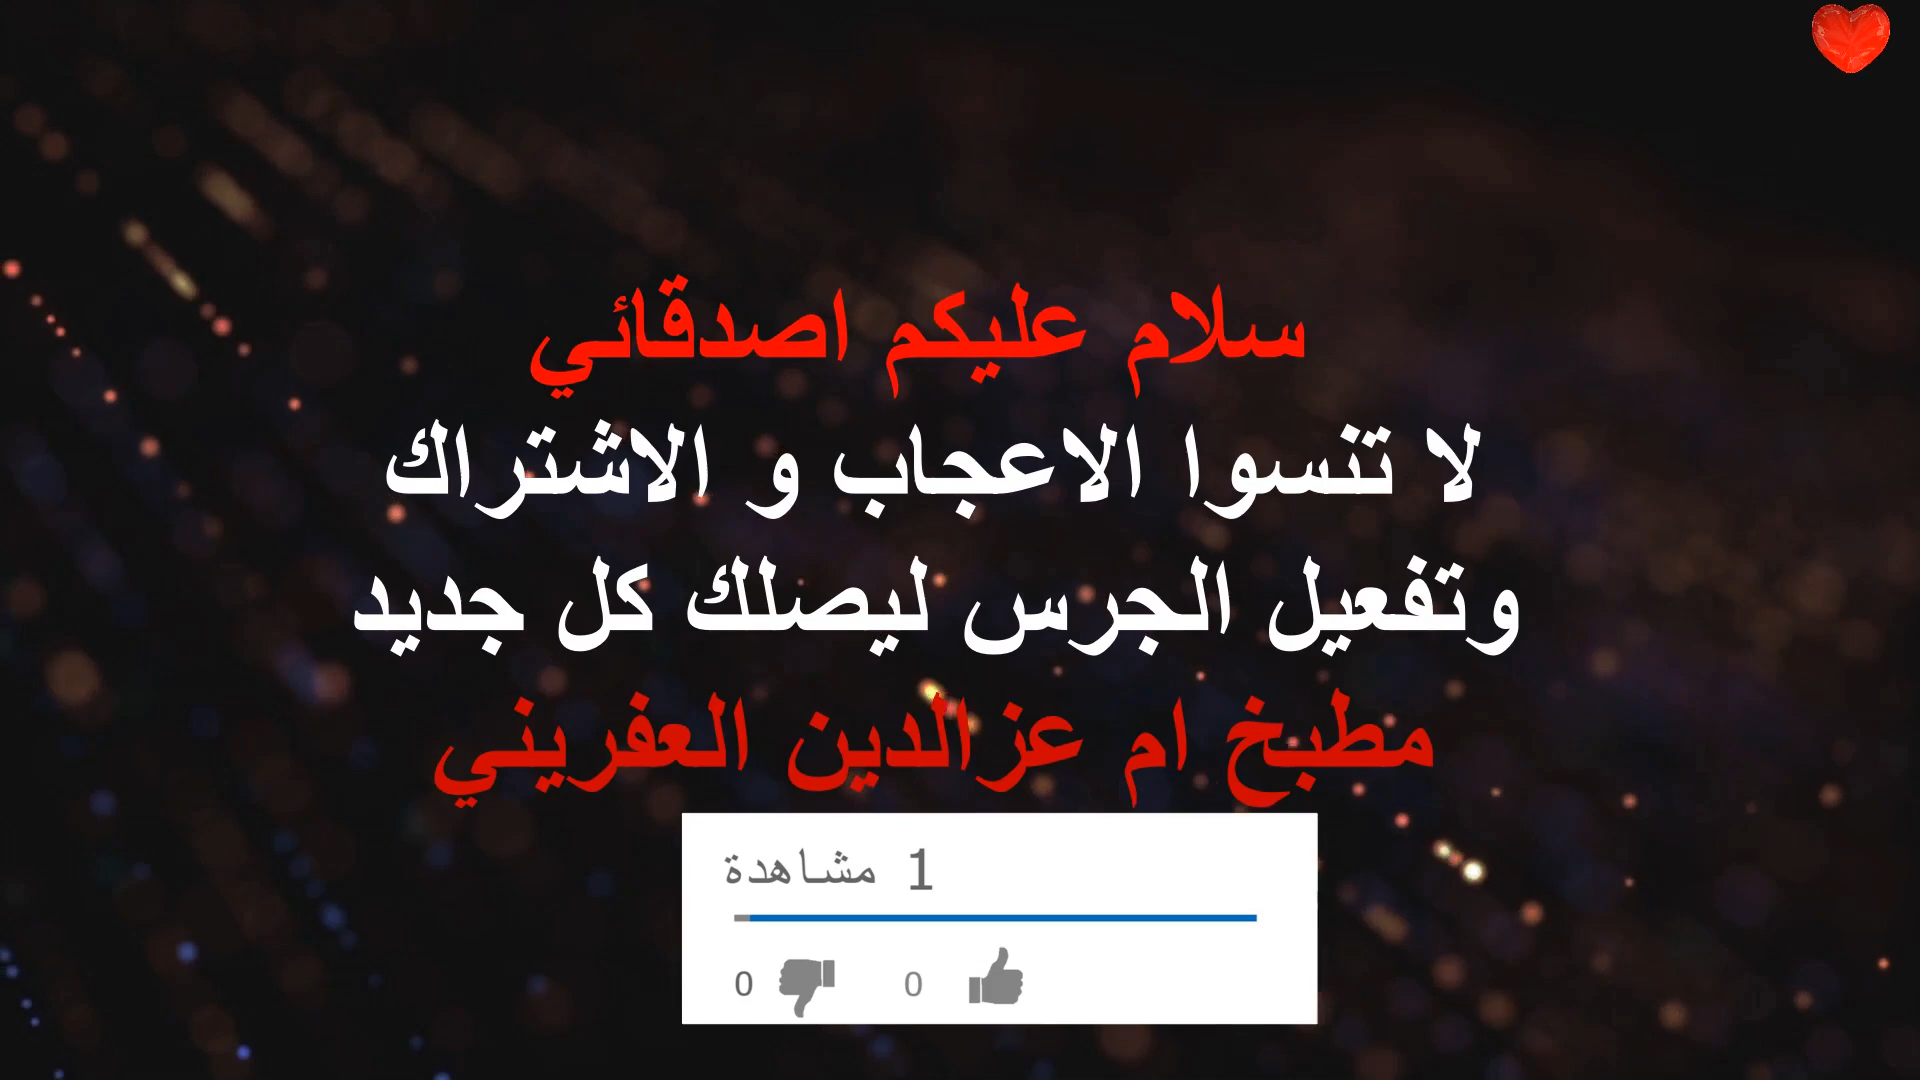 سلام عليكم اصدقائي
لا تنسوا الاعجاب و الاشتراك
وتفعيل الجرس ليصلك كل جديد
مطبخ ام عزالدين العفريني
1 مشاهدة
0 0